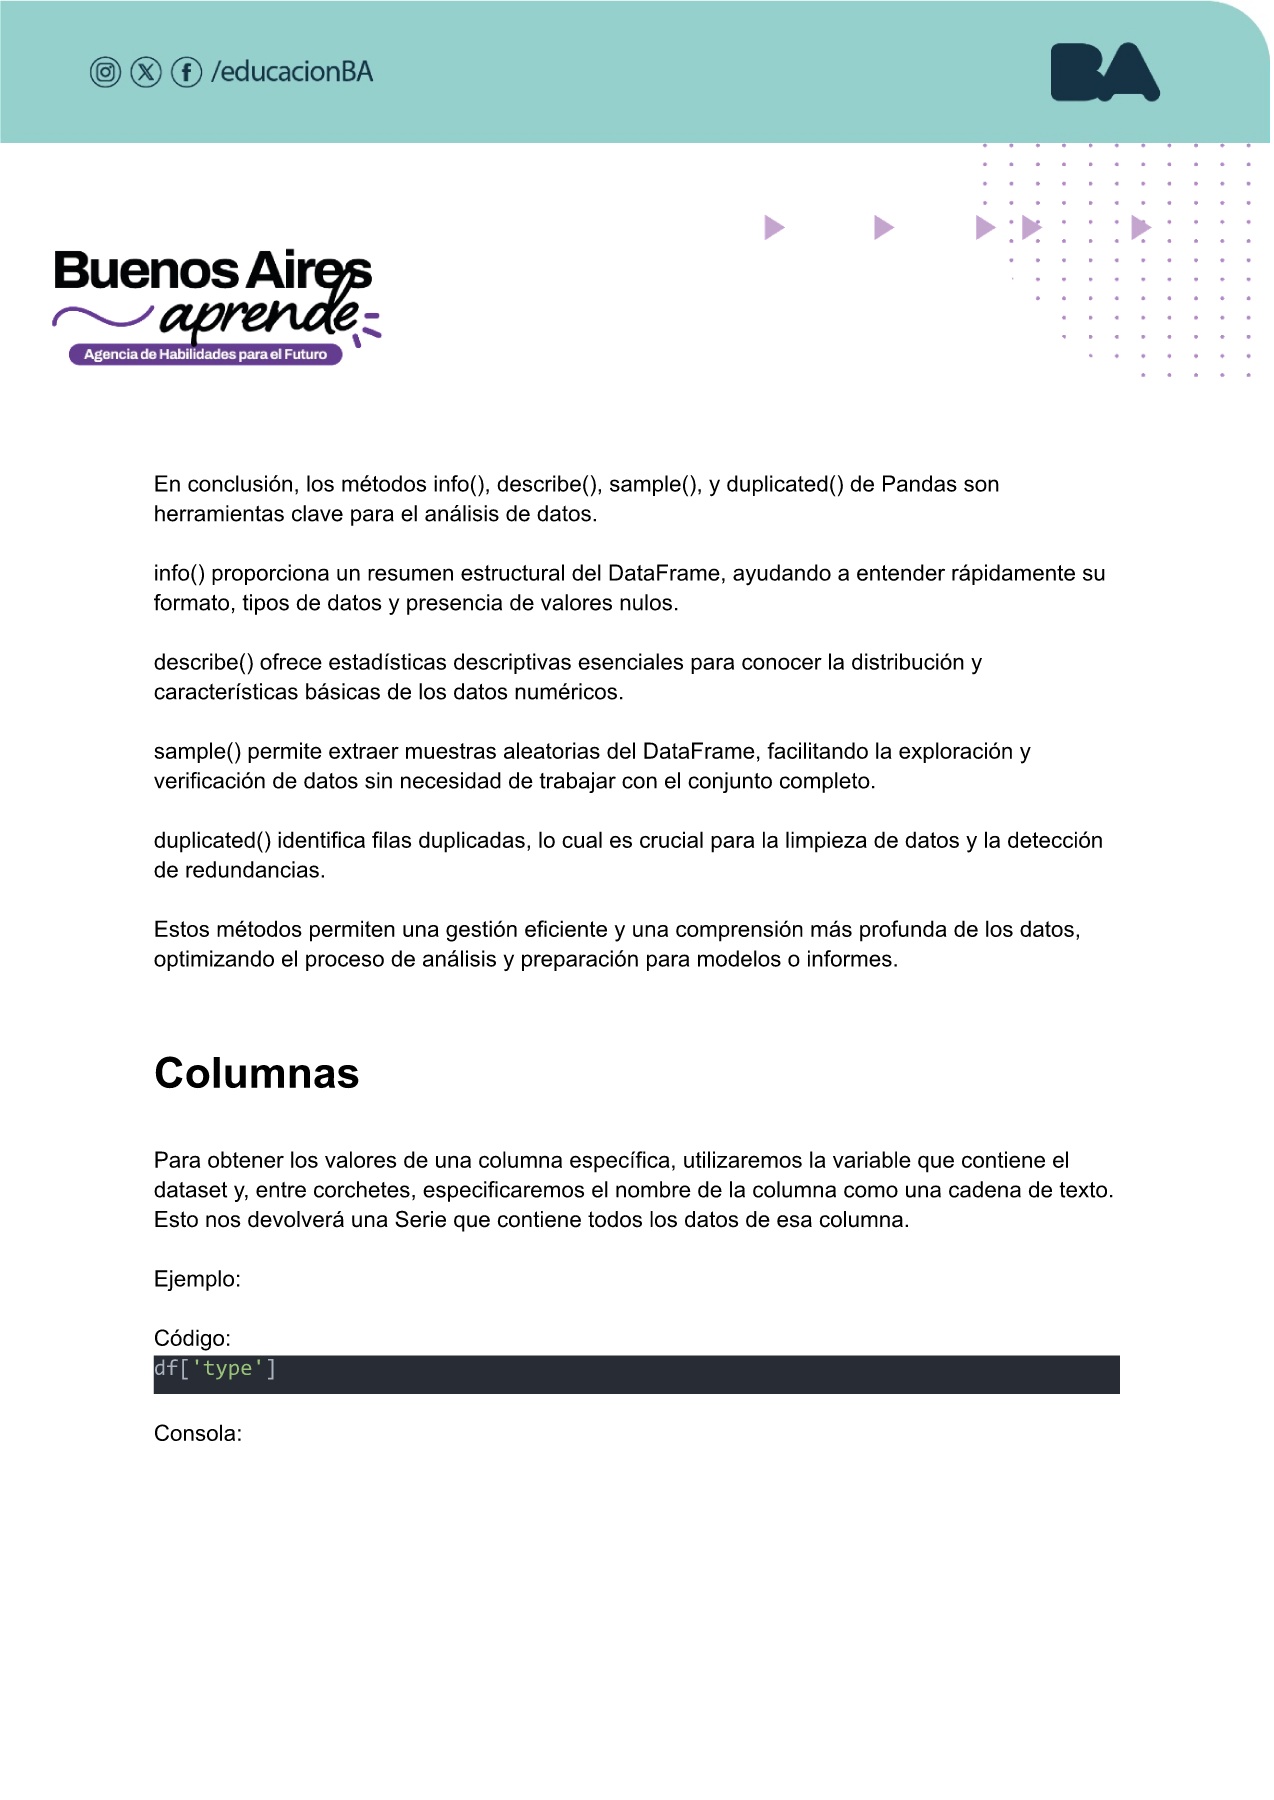 /educacionBA
BA
Buenos Aires
aprende
Agencia de Habilidades para el Futuro
En conclusión, los métodos info(), describe(), sample(), y duplicated() de Pandas son
herramientas clave para el análisis de datos.
info() proporciona un resumen estructural del DataFrame, ayudando a entender rápidamente su
formato, tipos de datos y presencia de valores nulos.
describe() ofrece estadísticas descriptivas esenciales para conocer la distribución y
características básicas de los datos numéricos.
sample() permite extraer muestras aleatorias del DataFrame, facilitando la exploración y
verificación de datos sin necesidad de trabajar con el conjunto completo.
duplicated() identifica filas duplicadas, lo cual es crucial para la limpieza de datos y la detección
de redundancias.
Estos métodos permiten una gestión eficiente y una comprensión más profunda de los datos,
optimizando el proceso de análisis y preparación para modelos o informes.
Columnas
Para obtener los valores de una columna específica, utilizaremos la variable que contiene el
dataset y, entre corchetes, especificaremos el nombre de la columna como una cadena de texto.
Esto nos devolverá una Serie que contiene todos los datos de esa columna.
Ejemplo:
Código:
df['type']
Consola: